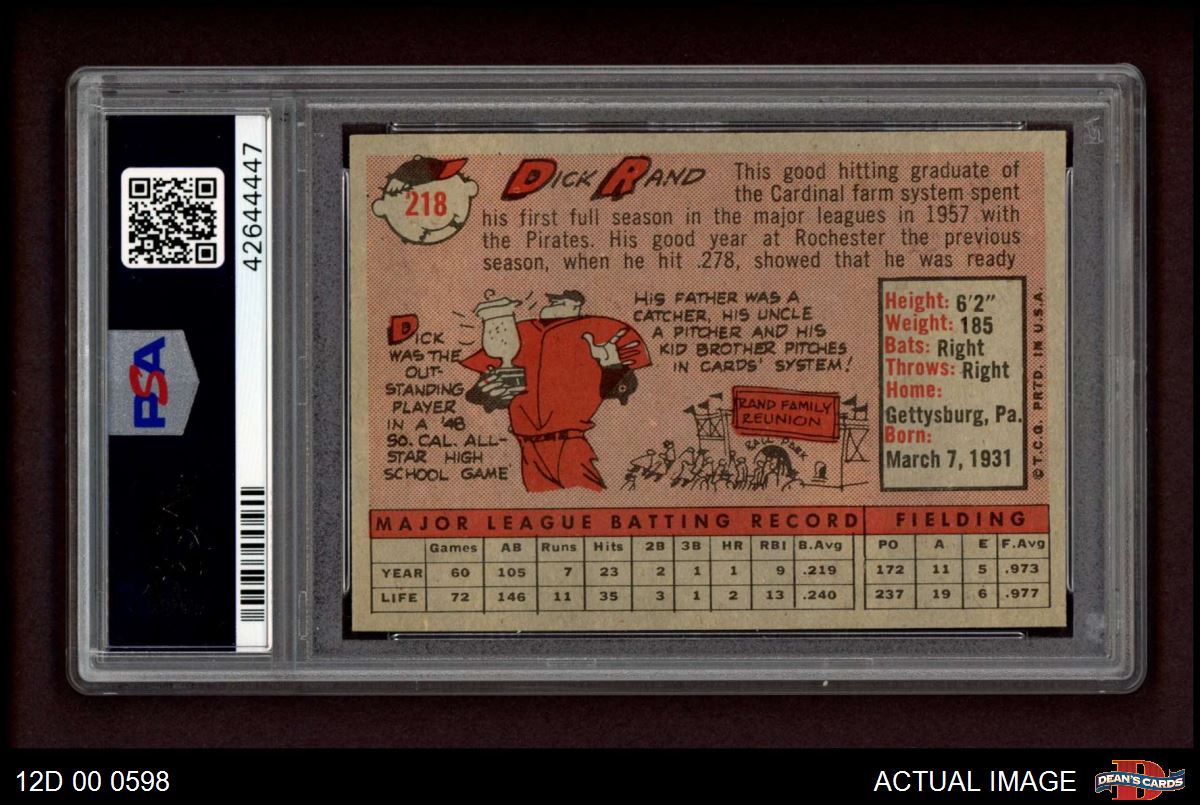 42644447
PSA
218
DICK RAND
This good hitting graduate of
the Cardinal farm system spent
his first full season in the major leagues in 1957 with
the Pirates. His good year at Rochester the previous
season, when he hit .278, showed that he was ready
DICK
WAS THE
OUT-
STANDING
PLAYER
IN A '48
SO. CAL. ALL-
STAR HIGH
SCHOOL GAME
HIS FATHER WAS A
CATCHER, HIS UNCLE
A PITCHER AND HIS
KID BROTHER PITCHES
IN CARDS' SYSTEM!
RAND FAMILY
REUNION
BALL PARK
Height: 6'2"
Weight: 185
Bats: Right
Throws: Right
Home:
Gettysburg, Pa.
Born:
March 7, 1931
© T.C.G. PRTD. IN U.S.A.
MAJOR LEAGUE BATTING RECORD FIELDING
Games AB Runs Hits 2B 3B HR RBI B.Avg PO A E F.Avg
YEAR 60 105 7 23 2 1 1 9 .219 172 11 5 .973
LIFE 72 146 11 35 3 1 2 13 .240 237 19 6 .977
12D 00 0598
ACTUAL IMAGE
DEAN'S CARDS